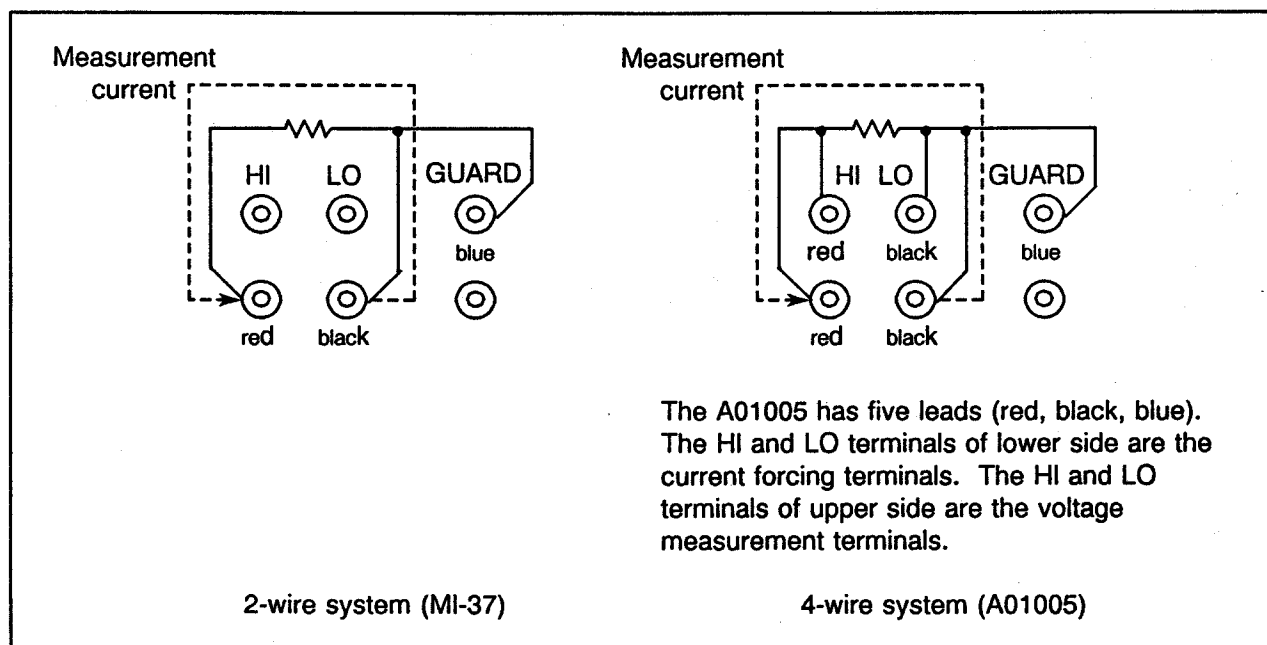 Measurement
current
HI LO GUARD
blue
red black
2-wire system (MI-37)
Measurement
current
HI LO GUARD
red black blue
red black
The A01005 has five leads (red, black, blue).
The HI and LO terminals of lower side are the
current forcing terminals. The HI and LO
terminals of upper side are the voltage
measurement terminals.
4-wire system (A01005)